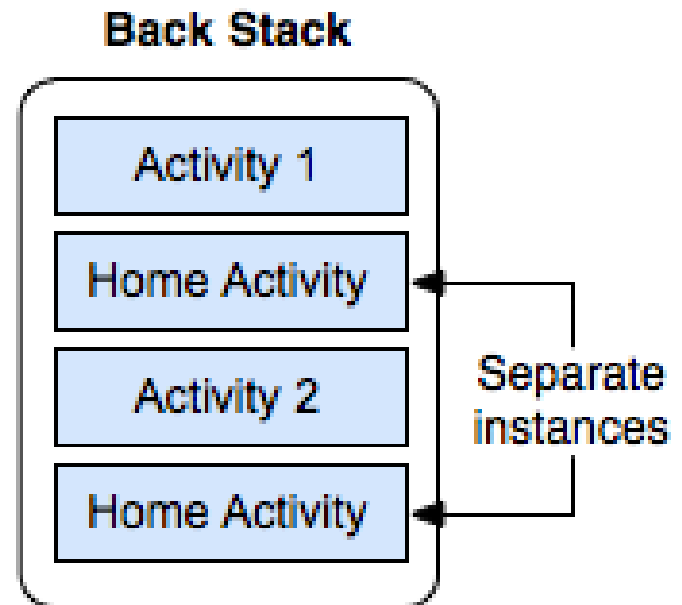 Back Stack
Activity 1
Home Activity
Activity 2
Home Activity
Separate
instances